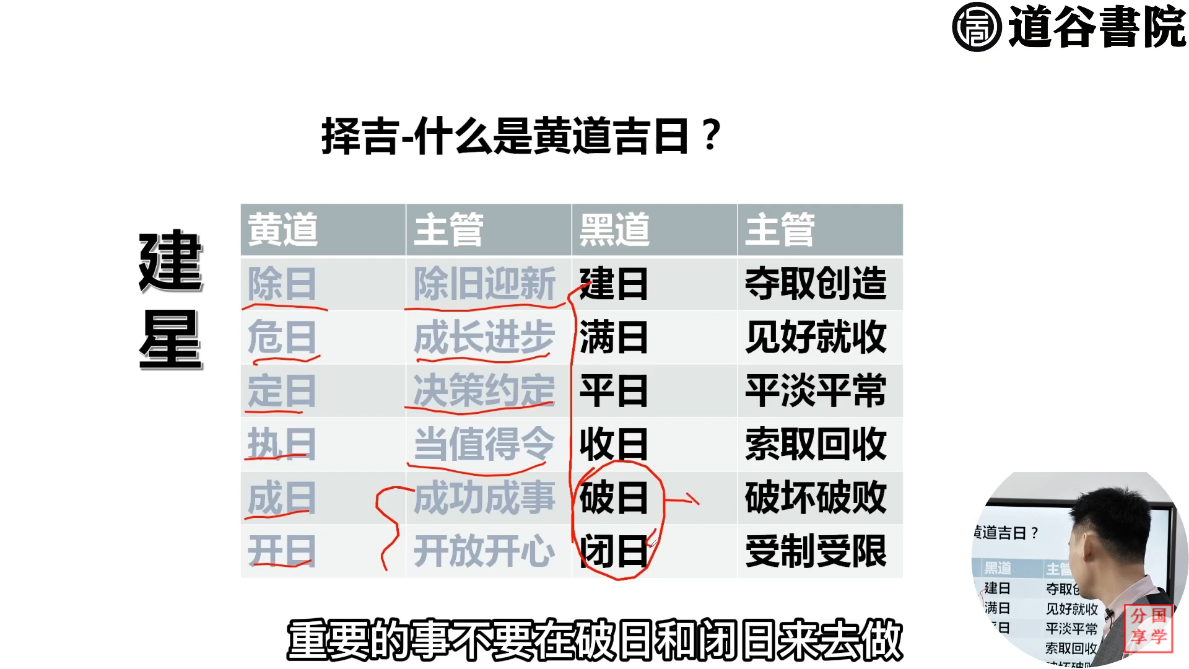 道谷書院
择吉-什么是黄道吉日？
建星
黄道 主管 黑道 主管
除日 除旧迎新 建日 夺取创造
危日 成长进步 满日 见好就收
定日 决策约定 平日 平淡平常
执日 当值得令 收日 索取回收
成日 成功成事 破日 破坏破败
开日 开放开心 闭日 受制受限
黄道吉日？
黑道 主管
建日 夺取创
满日 见好就收
平日 平淡平常
索取回收
分国
享学
重要的事不要在破日和闭日来去做